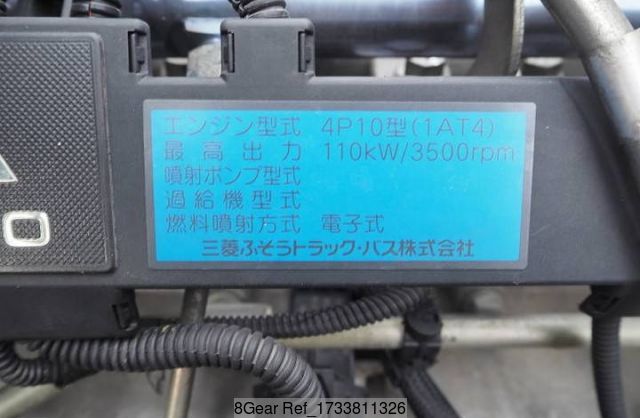 エンジン型式 4P10型(1AT4)
最高出力 110kW/3500rpm
噴射ポンプ型式
過給機型式
燃料噴射方式 電子式
三菱ふそうトラック・バス株式会社
8Gear Ref_1733811326